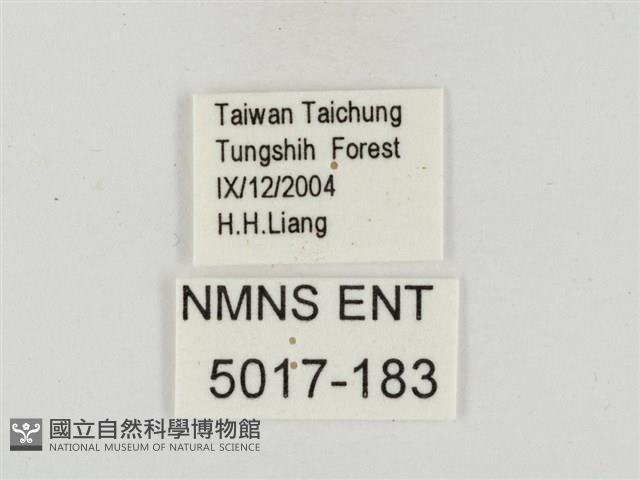 Taiwan Taichung
Tungshih Forest
IX/12/2004
H.H.Liang
NMNS ENT
5017-183
國立自然科學博物館
NATIONAL MUSEUM OF NATURAL SCIENCE